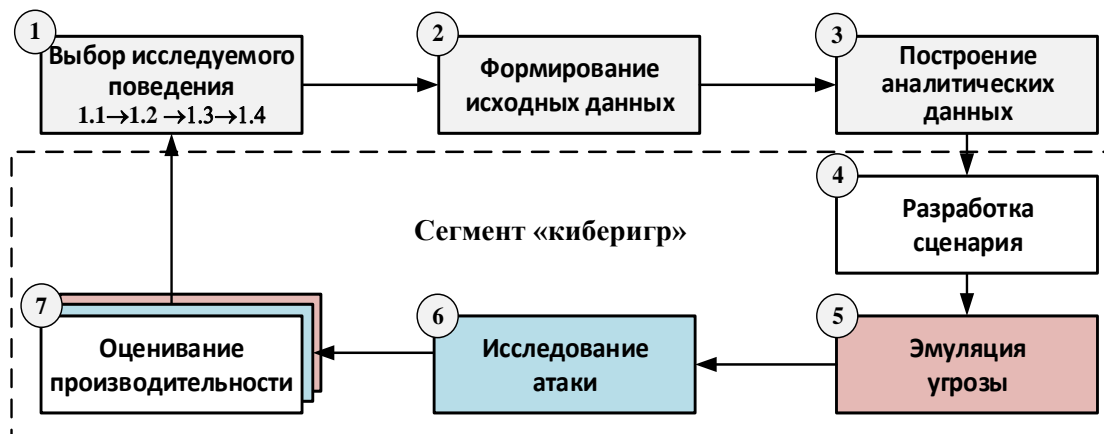 1
Выбор исследуемого
поведения
1.1→1.2 →1.3→1.4
2
Формирование
исходных данных
3
Построение
аналитических
данных
4
Разработка
сценария
Сегмент «киберигр»
7
Оценивание
производительности
6
Исследование
атаки
5
Эмуляция
угрозы